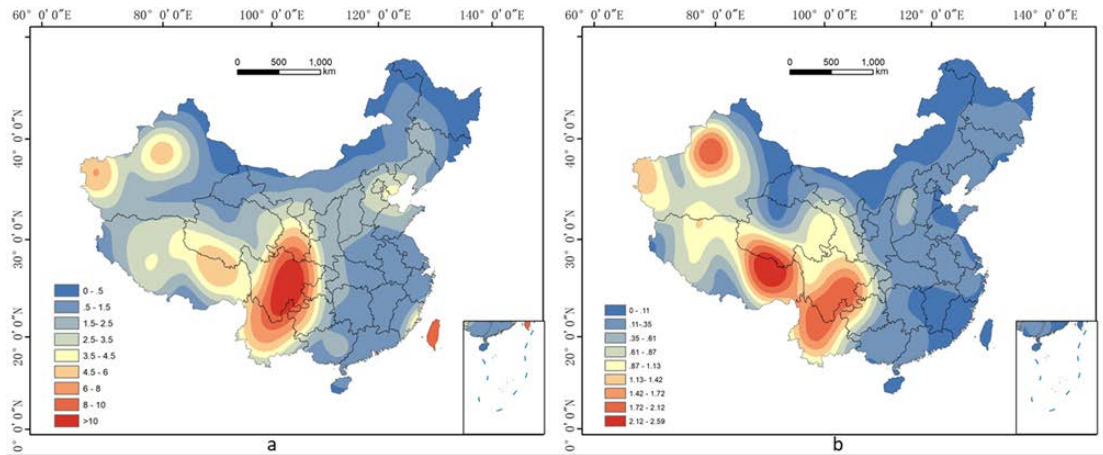 60° 0′0″E 80° 0′0″E 100° 0′0″E 120° 0′0″E 140° 0′0″E
0 500 1,000
km
40° 0′0″N
30° 0′0″N
20° 0′0″N
0° 0′0″N
0 - .5
.5 - 1.5
1.5 - 2.5
2.5 - 3.5
3.5 - 4.5
4.5 - 6
6 - 8
8 - 10
>10
a
60° 0′0″E 80° 0′0″E 100° 0′0″E 120° 0′0″E 140° 0′0″E
0 500 1,000
km
40° 0′0″N
30° 0′0″N
20° 0′0″N
0° 0′0″N
0 - .11
.11-.35
.35 - .61
.61 - .87
.87 - 1.13
1.13- 1.42
1.42 - 1.72
1.72 - 2.12
2.12 - 2.59
b